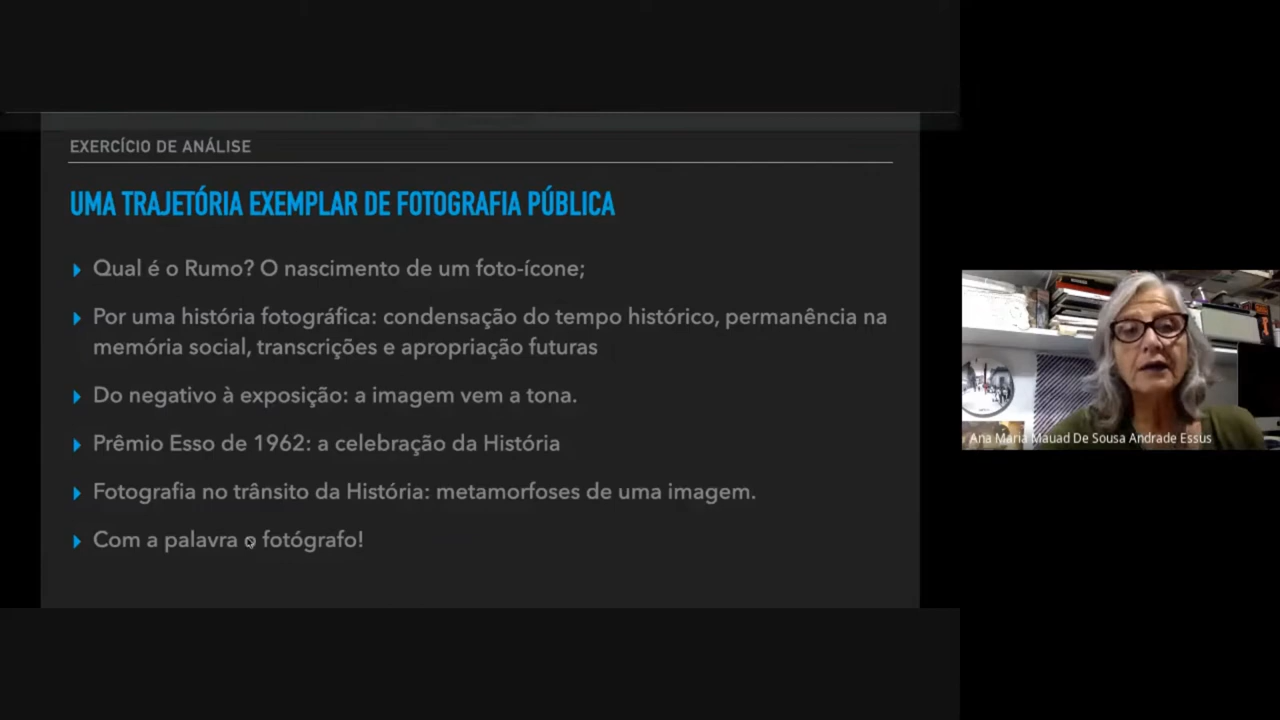 EXERCÍCIO DE ANÁLISE
UMA TRAJETÓRIA EXEMPLAR DE FOTOGRAFIA PÚBLICA
Qual é o Rumo? O nascimento de um foto-ícone;
Por uma história fotográfica: condensação do tempo histórico, permanência na
memória social, transcrições e apropriação futuras
Do negativo à exposição: a imagem vem a tona.
Prêmio Esso de 1962: a celebração da História
Fotografia no trânsito da História: metamorfoses de uma imagem.
Com a palavra o fotógrafo!
Ana Maria Mauad De Sousa Andrade Essus